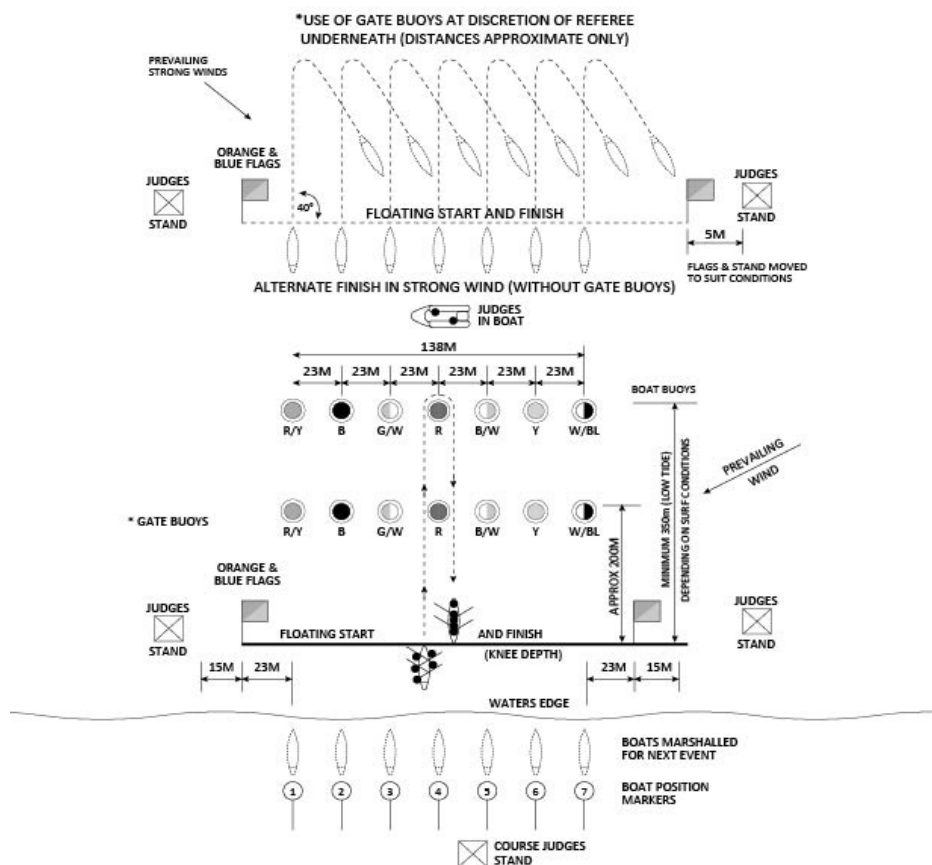 *USE OF GATE BUOYS AT DISCRETION OF REFEREE
UNDERNEATH (DISTANCES APPROXIMATE ONLY)
PREVAILING
STRONG WINDS
ORANGE &
BLUE FLAGS
JUDGES
STAND
JUDGES
STAND
40°
FLOATING START AND FINISH
5M
FLAGS & STAND MOVED
TO SUIT CONDITIONS
ALTERNATE FINISH IN STRONG WIND (WITHOUT GATE BUOYS)
JUDGES
IN BOAT
138M
23M 23M 23M 23M 23M 23M
BOAT BUOYS
R/Y B G/W R B/W Y W/BL
PREVAILING
WIND
MINIMUM 350m (LOW TIDE)
DEPENDING ON SURF CONDITIONS
* GATE BUOYS
R/Y B G/W R B/W Y W/BL
APPROX 200M
ORANGE &
BLUE FLAGS
JUDGES
STAND
JUDGES
STAND
FLOATING START AND FINISH
(KNEE DEPTH)
15M 23M 23M 15M
WATERS EDGE
BOATS MARSHALLED
FOR NEXT EVENT
1 2 3 4 5 6 7
BOAT POSITION
MARKERS
COURSE JUDGES
STAND